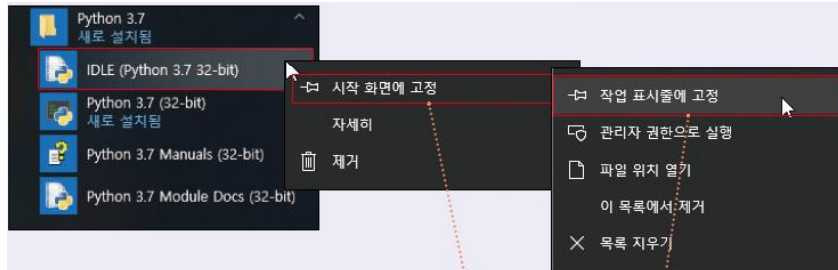 Python 3.7
새로 설치됨
IDLE (Python 3.7 32-bit)
Python 3.7 (32-bit)
새로 설치됨
Python 3.7 Manuals (32-bit)
Python 3.7 Module Docs (32-bit)
시작 화면에 고정
자세히
제거
작업 표시줄에 고정
관리자 권한으로 실행
파일 위치 열기
이 목록에서 제거
목록 지우기